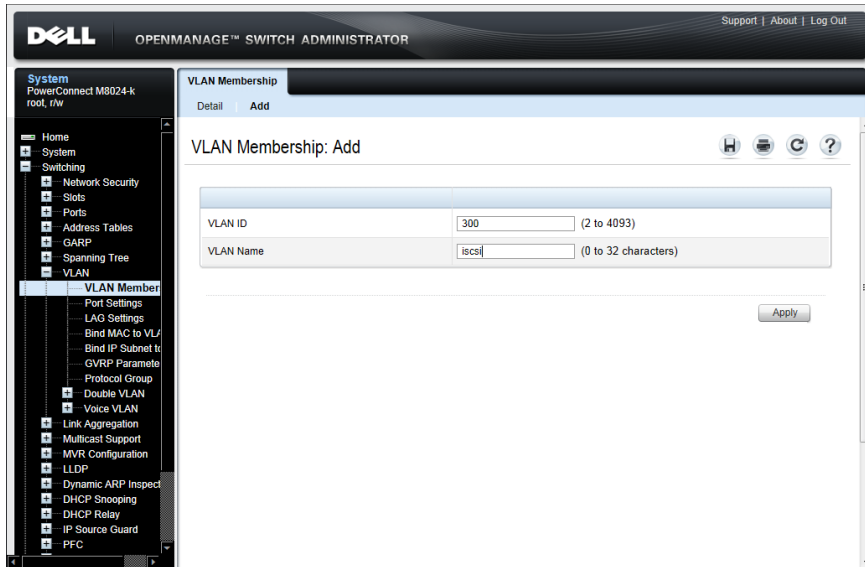 Support | About | Log Out
DELL
OPENMANAGE™ SWITCH ADMINISTRATOR
System
PowerConnect M8024-k
root, r/w
Home
System
Switching
Network Security
Slots
Ports
Address Tables
GARP
Spanning Tree
VLAN
VLAN Member
Port Settings
LAG Settings
Bind MAC to VLA
Bind IP Subnet to
GVRP Paramete
Protocol Group
Double VLAN
Voice VLAN
Link Aggregation
Multicast Support
MVR Configuration
LLDP
Dynamic ARP Inspect
DHCP Snooping
DHCP Relay
IP Source Guard
PFC
VLAN Membership
Detail Add
VLAN Membership: Add
VLAN ID 300 (2 to 4093)
VLAN Name iscsi (0 to 32 characters)
Apply